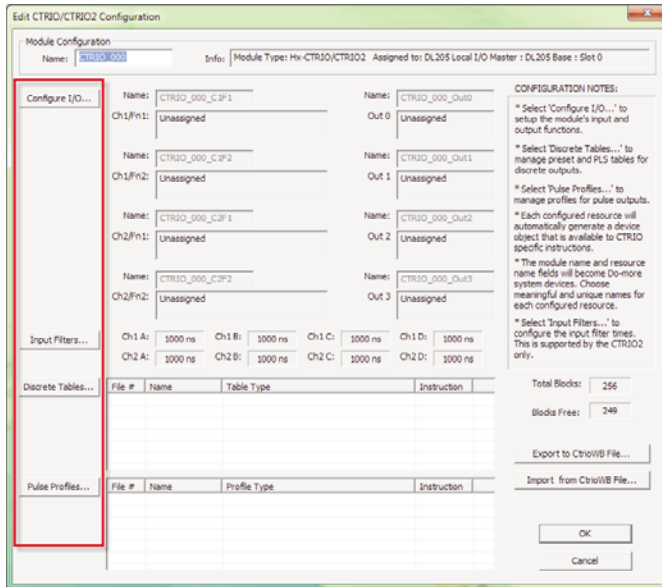 Edit CTRIO/CTRIO2 Configuration
Module Configuration
Name: CTRIO_000 Info: Module Type: Hx-CTRIO/CTRIO2 Assigned to: DL205 Local I/O Master : DL205 Base : Slot 0
Configure I/O...
Name: CTRIO_000_C1F1 Name: CTRIO_000_Out0
Ch1/Fn1: Unassigned Out 0 Unassigned
Name: CTRIO_000_C1F2 Name: CTRIO_000_Out1
Ch1/Fn2: Unassigned Out 1 Unassigned
Name: CTRIO_000_C2F1 Name: CTRIO_000_Out2
Ch2/Fn1: Unassigned Out 2 Unassigned
Name: CTRIO_000_C2F2 Name: CTRIO_000_Out3
Ch2/Fn2: Unassigned Out 3 Unassigned
Input Filters...
Ch1 A: 1000 ns Ch1 B: 1000 ns Ch1 C: 1000 ns Ch1 D: 1000 ns
Ch2 A: 1000 ns Ch2 B: 1000 ns Ch2 C: 1000 ns Ch2 D: 1000 ns
Discrete Tables...
File # Name Table Type Instruction
Pulse Profiles...
File # Name Profile Type Instruction
CONFIGURATION NOTES:
* Select 'Configure I/O...' to
setup the module's input and
output functions.
* Select 'Discrete Tables...' to
manage preset and PLS tables for
discrete outputs.
* Select 'Pulse Profiles...' to
manage profiles for pulse outputs.
* Each configured resource will
automatically generate a device
object that is available to CTRIO
specific instructions.
* The module name and resource
name fields will become Do-more
system devices. Choose
meaningful and unique names for
each configured resource.
* Select 'Input Filters...' to
configure the input filter times.
This is supported by the CTRIO2
only.
Total Blocks: 256
Blocks Free: 249
Export to CtrioWB File...
Import from CtrioWB File...
OK
Cancel